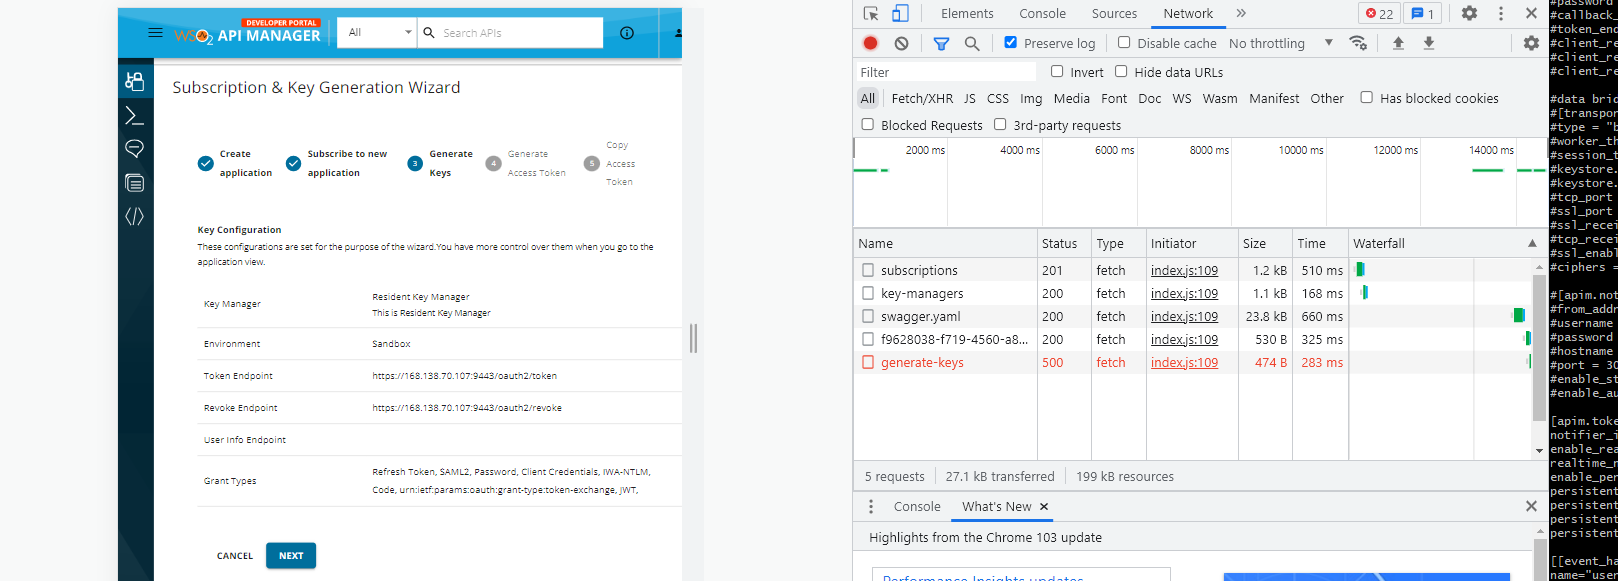 DEVELOPER PORTAL
WSO2 API MANAGER
All
Search APIs
Subscription & Key Generation Wizard
Create application
Subscribe to new application
3 Generate Keys
4 Generate Access Token
5 Copy Access Token
Key Configuration
These configurations are set for the purpose of the wizard.You have more control over them when you go to the
application view.
Key Manager
Resident Key Manager
This is Resident Key Manager
Environment Sandbox
Token Endpoint https://168.138.70.107:9443/oauth2/token
Revoke Endpoint https://168.138.70.107:9443/oauth2/revoke
User Info Endpoint
Grant Types
Refresh Token, SAML2, Password, Client Credentials, IWA-NTLM,
Code, urn:ietf:params:oauth:grant-type:token-exchange, JWT,
CANCEL NEXT
Elements Console Sources Network 22 1
Preserve log Disable cache No throttling
Filter Invert Hide data URLs
All Fetch/XHR JS CSS Img Media Font Doc WS Wasm Manifest Other Has blocked cookies
Blocked Requests 3rd-party requests
2000 ms 4000 ms 6000 ms 8000 ms 10000 ms 12000 ms 14000 ms
Name Status Type Initiator Size Time Waterfall
subscriptions 201 fetch index.js:109 1.2 kB 510 ms
key-managers 200 fetch index.js:109 1.1 kB 168 ms
swagger.yaml 200 fetch index.js:109 23.8 kB 660 ms
f9628038-f719-4560-a8... 200 fetch index.js:109 530 B 325 ms
generate-keys 500 fetch index.js:109 474 B 283 ms
5 requests 27.1 kB transferred 199 kB resources
Console What's New
Highlights from the Chrome 103 update
Performance Insights updates
#password
#callback_
#token_end
#client_re
#client_re
#client_re
#data brid
#[transpor
#type = "b
#worker_th
#session_t
#keystore.
#keystore.
#tcp_port
#ssl_port
#ssl_recei
#tcp_recei
#ssl_enabl
#ciphers =
#[apim.not
#from_addr
#username
#password
#hostname
#port = 30
#enable_st
#enable_au
[apim.toke
notifier_i
enable_rea
realtime_n
enable_per
persistent
persistent
persistent
persistent
[[event_ha
name="user